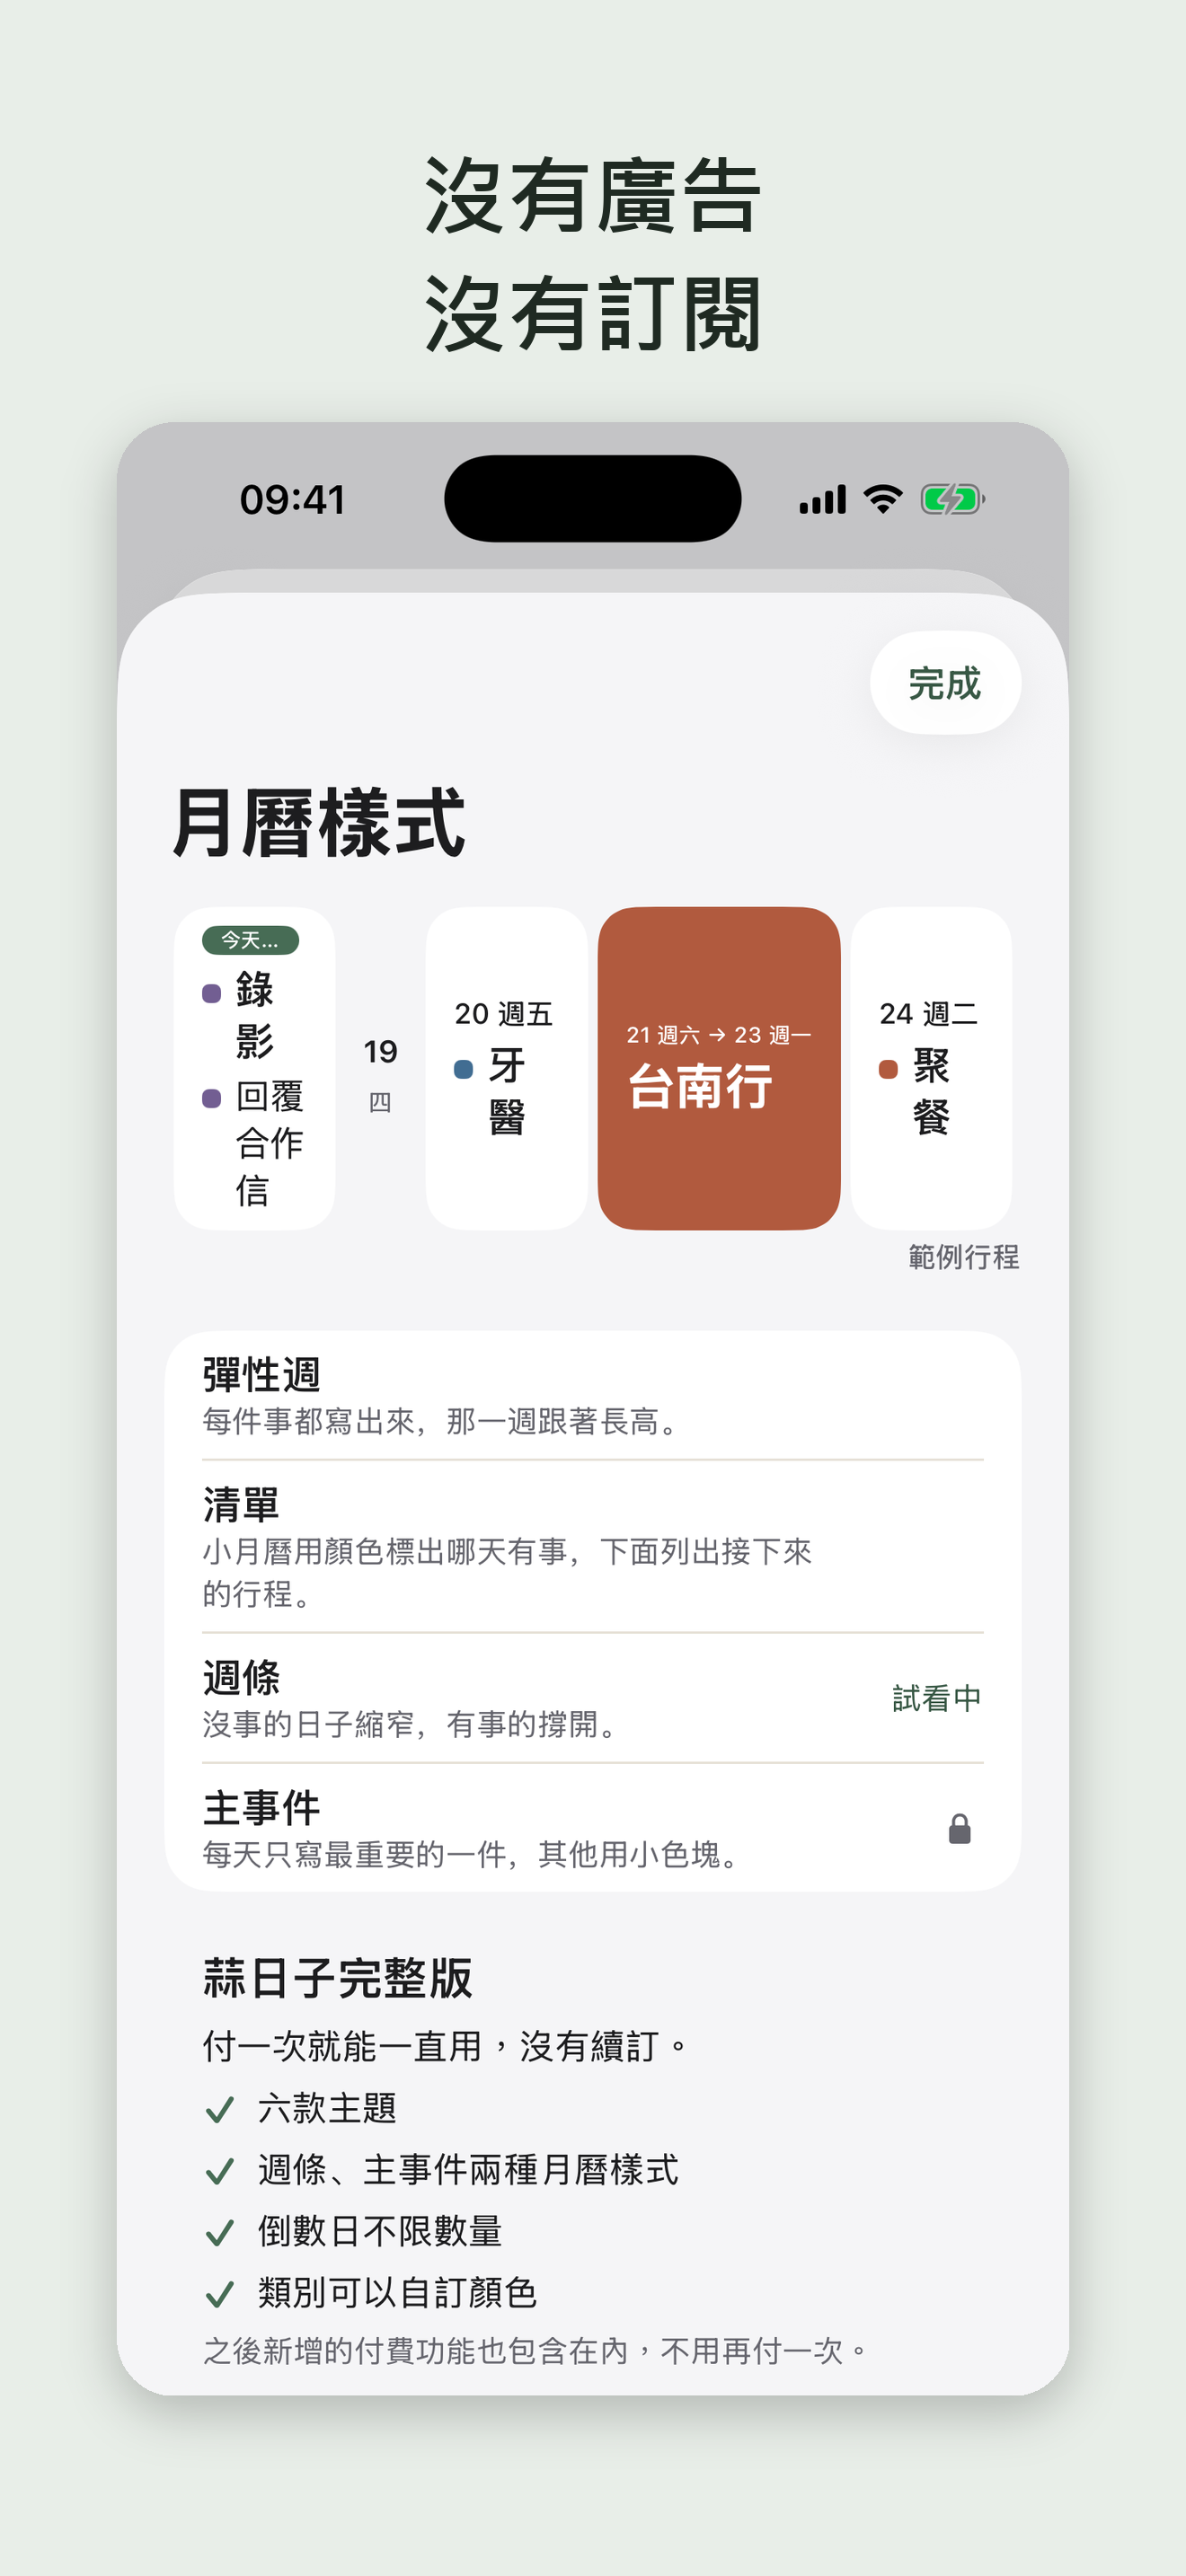 沒有廣告
沒有訂閱
09:41
完成
月曆樣式
今天...
錄
影
回覆
合作
信
19
四
20 週五
牙
醫
21 週六 → 23 週一
台南行
24 週二
聚
餐
範例行程
彈性週
每件事都寫出來，那一週跟著長高。
清單
小月曆用顏色標出哪天有事，下面列出接下來
的行程。
週條
沒事的日子縮窄，有事的撐開。
試看中
主事件
每天只寫最重要的一件，其他用小色塊。
蒜日子完整版
付一次就能一直用，沒有續訂。
六款主題
週條、主事件兩種月曆樣式
倒數日不限數量
類別可以自訂顏色
之後新增的付費功能也包含在內，不用再付一次。